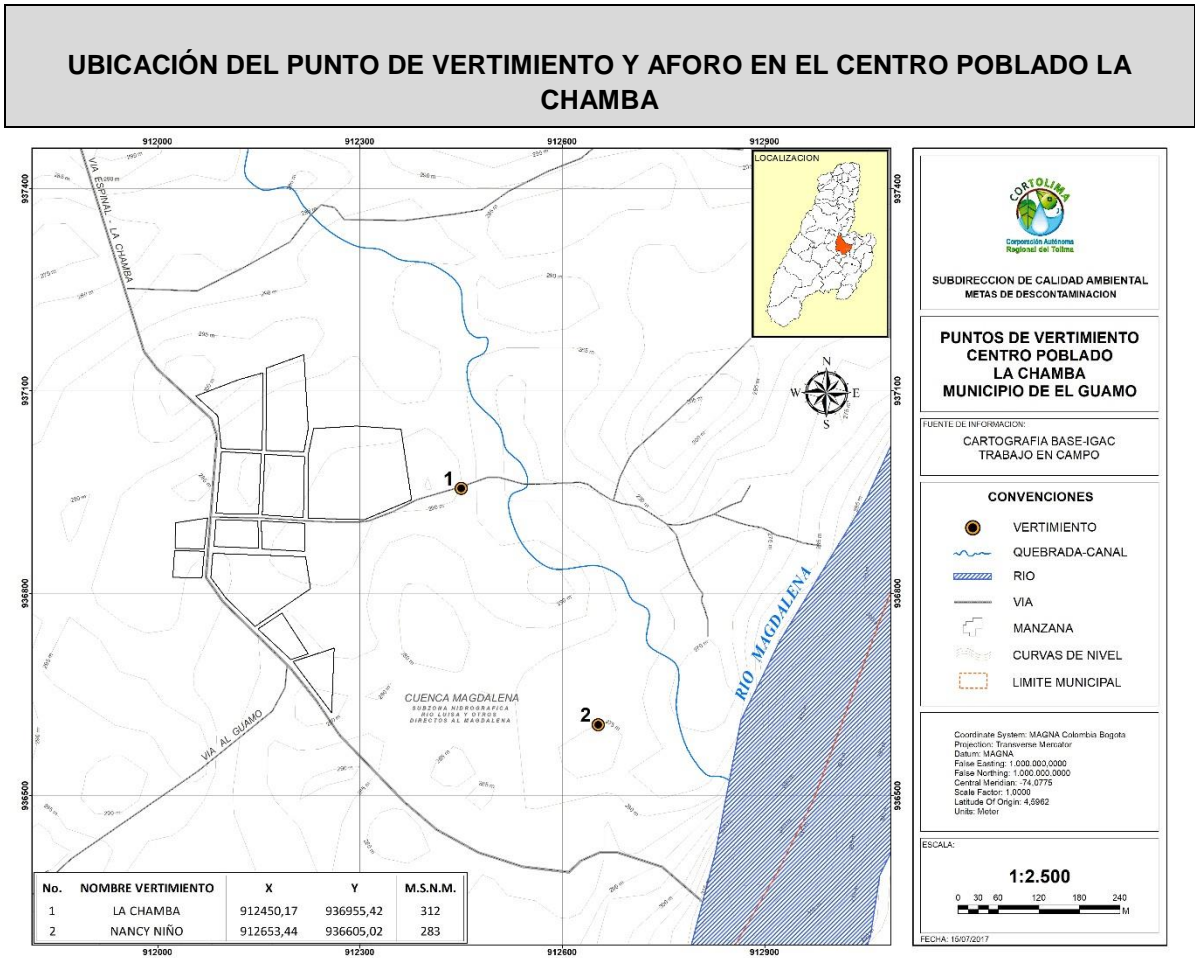 UBICACIÓN DEL PUNTO DE VERTIMIENTO Y AFORO EN EL CENTRO POBLADO LA
CHAMBA
912000 912300 912600 912900
937400
937100
936800
936500
VIA ESPINAL - LA CHAMBA
LOCALIZACION
N
W E
S
1
RIO MAGDALENA
CUENCA MAGDALENA
SUBZONA HIDROGRAFICA
RIO LUISA Y OTROS
DIRECTOS AL MAGDALENA
2
VIA AL GUAMO
No. NOMBRE VERTIMIENTO X Y M.S.N.M.
1 LA CHAMBA 912450,17 936955,42 312
2 NANCY NIÑO 912653,44 936605,02 283
912000 912300 912600 912900
937400
937100
936800
936500
CORTOLIMA
Corporación Autónoma
Regional del Tolima
SUBDIRECCION DE CALIDAD AMBIENTAL
METAS DE DESCONTAMINACION
PUNTOS DE VERTIMIENTO
CENTRO POBLADO
LA CHAMBA
MUNICIPIO DE EL GUAMO
FUENTE DE INFORMACION:
CARTOGRAFIA BASE-IGAC
TRABAJO EN CAMPO
CONVENCIONES
VERTIMIENTO
QUEBRADA-CANAL
RIO
VIA
MANZANA
CURVAS DE NIVEL
LIMITE MUNICIPAL
Coordinate System: MAGNA Colombia Bogota
Projection: Transverse Mercator
Datum: MAGNA
False Easting: 1.000.000,0000
False Northing: 1.000.000,0000
Central Meridian: -74,0775
Scale Factor: 1,0000
Latitude Of Origin: 4,5962
Units: Meter
ESCALA:
1:2.500
0 30 60 120 180 240
M
FECHA: 15/07/2017